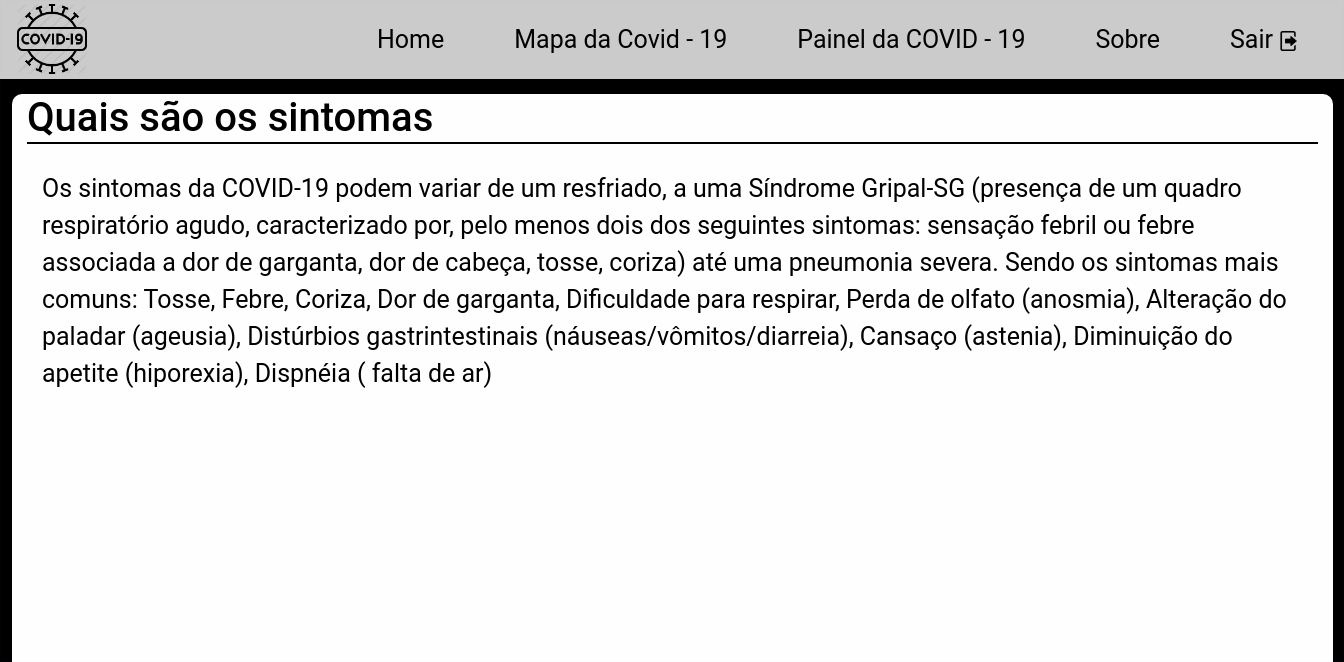 COVID-19
Home Mapa da Covid - 19 Painel da COVID - 19 Sobre Sair
Quais são os sintomas
Os sintomas da COVID-19 podem variar de um resfriado, a uma Síndrome Gripal-SG (presença de um quadro
respiratório agudo, caracterizado por, pelo menos dois dos seguintes sintomas: sensação febril ou febre
associada a dor de garganta, dor de cabeça, tosse, coriza) até uma pneumonia severa. Sendo os sintomas mais
comuns: Tosse, Febre, Coriza, Dor de garganta, Dificuldade para respirar, Perda de olfato (anosmia), Alteração do
paladar (ageusia), Distúrbios gastrintestinais (náuseas/vômitos/diarreia), Cansaço (astenia), Diminuição do
apetite (hiporexia), Dispnéia ( falta de ar)